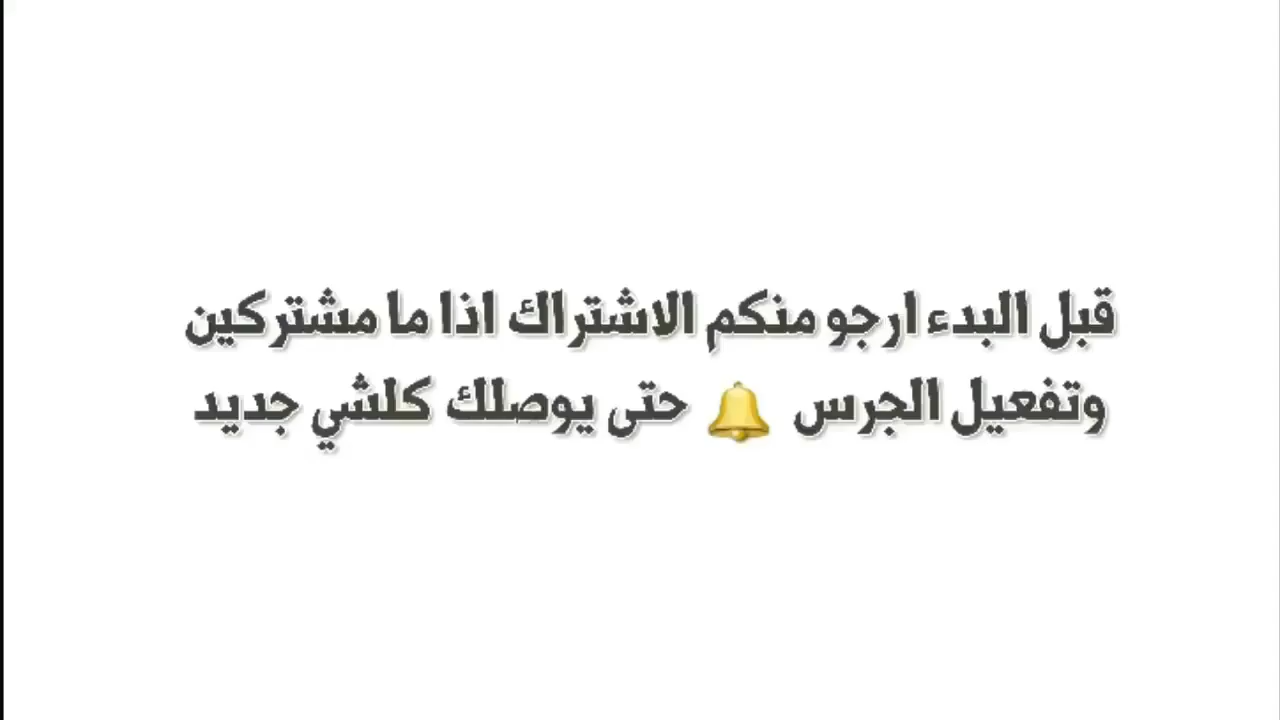 قبل البدء ارجو منكم الاشتراك اذا ما مشتركين
وتفعيل الجرس 🔔 حتى يوصلك كلشي جديد